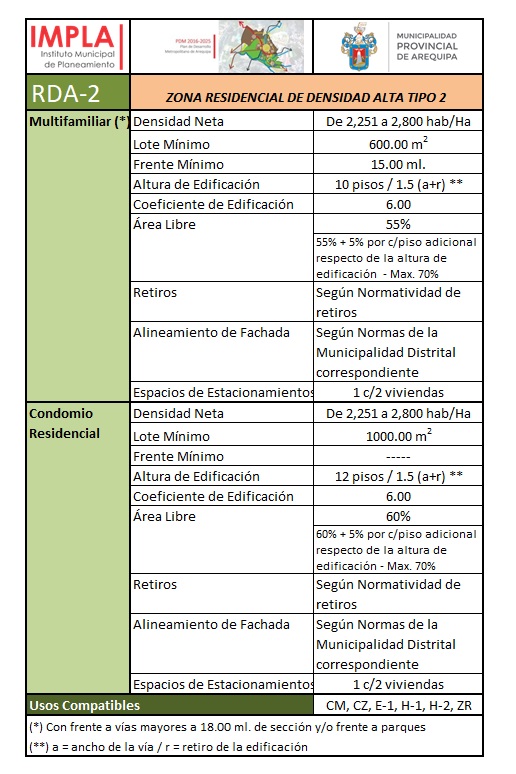 IMPLA
Instituto Municipal
de Planeamiento
PDM 2016-2025
Plan de Desarrollo
Metropolitano de Arequipa
MUNICIPALIDAD
PROVINCIAL
DE AREQUIPA
RDA-2
ZONA RESIDENCIAL DE DENSIDAD ALTA TIPO 2
Multifamiliar (*) Densidad Neta De 2,251 a 2,800 hab/Ha
Lote Mínimo 600.00 m²
Frente Mínimo 15.00 ml.
Altura de Edificación 10 pisos / 1.5 (a+r) **
Coeficiente de Edificación 6.00
Área Libre 55%
55% + 5% por c/piso adicional
respecto de la altura de
edificación - Max. 70%
Retiros Según Normatividad de
retiros
Alineamiento de Fachada Según Normas de la
Municipalidad Distrital
correspondiente
Espacios de Estacionamientos 1 c/2 viviendas
Condomio Densidad Neta De 2,251 a 2,800 hab/Ha
Residencial Lote Mínimo 1000.00 m²
Frente Mínimo -----
Altura de Edificación 12 pisos / 1.5 (a+r) **
Coeficiente de Edificación 6.00
Área Libre 60%
60% + 5% por c/piso adicional
respecto de la altura de
edificación - Max. 70%
Retiros Según Normatividad de
retiros
Alineamiento de Fachada Según Normas de la
Municipalidad Distrital
correspondiente
Espacios de Estacionamientos 1 c/2 viviendas
Usos Compatibles CM, CZ, E-1, H-1, H-2, ZR
(*) Con frente a vías mayores a 18.00 ml. de sección y/o frente a parques
(**) a = ancho de la vía / r = retiro de la edificación